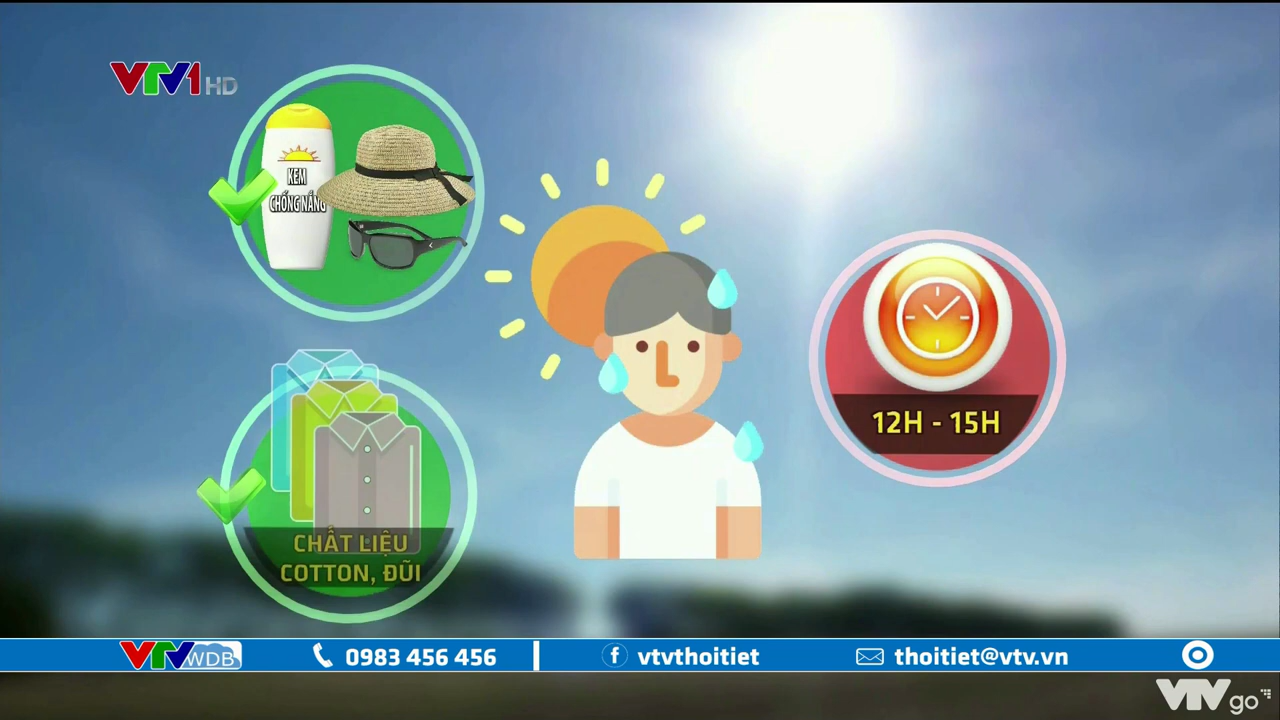 VTV1 HD
KEM
CHỐNG NẮNG
12H - 15H
CHẤT LIỆU
COTTON, ĐŨI
VTV WDB
0983 456 456
f vtvthoitiet
thoitiet@vtv.vn
VTV go